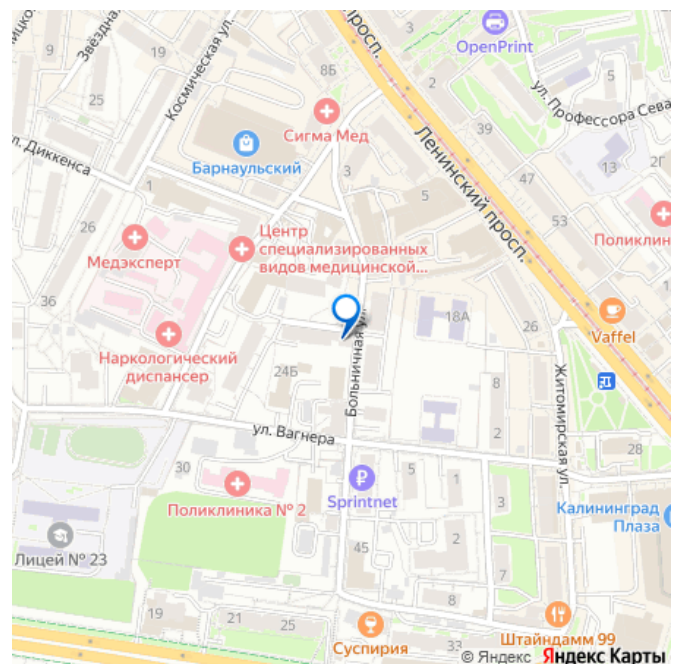 OpenPrint
просп.
Звёздная
Космическая ул.
ул. Профессора Сева
9
25
8Б
2
5
39
Сигма Мед
Ленинский просп.
л. Диккенса
Барнаульский
3
47
13
2Г
1
5
26
53
Центр
специализированных
видов медицинской...
Медэксперт
Поликлин
36
Больничная ул.
18А
26
Vaffel
Наркологический
диспансер
24Б
8
Житомирская ул.
ул. Вагнера
2
28
30
5
1
Поликлиника № 2
Sprintnet
3
Калининград
Плаза
Лицей № 23
45
2
7
19
21
25
8
Суспирия
33
Штайндамм 99
© Яндекс Яндекс Карты